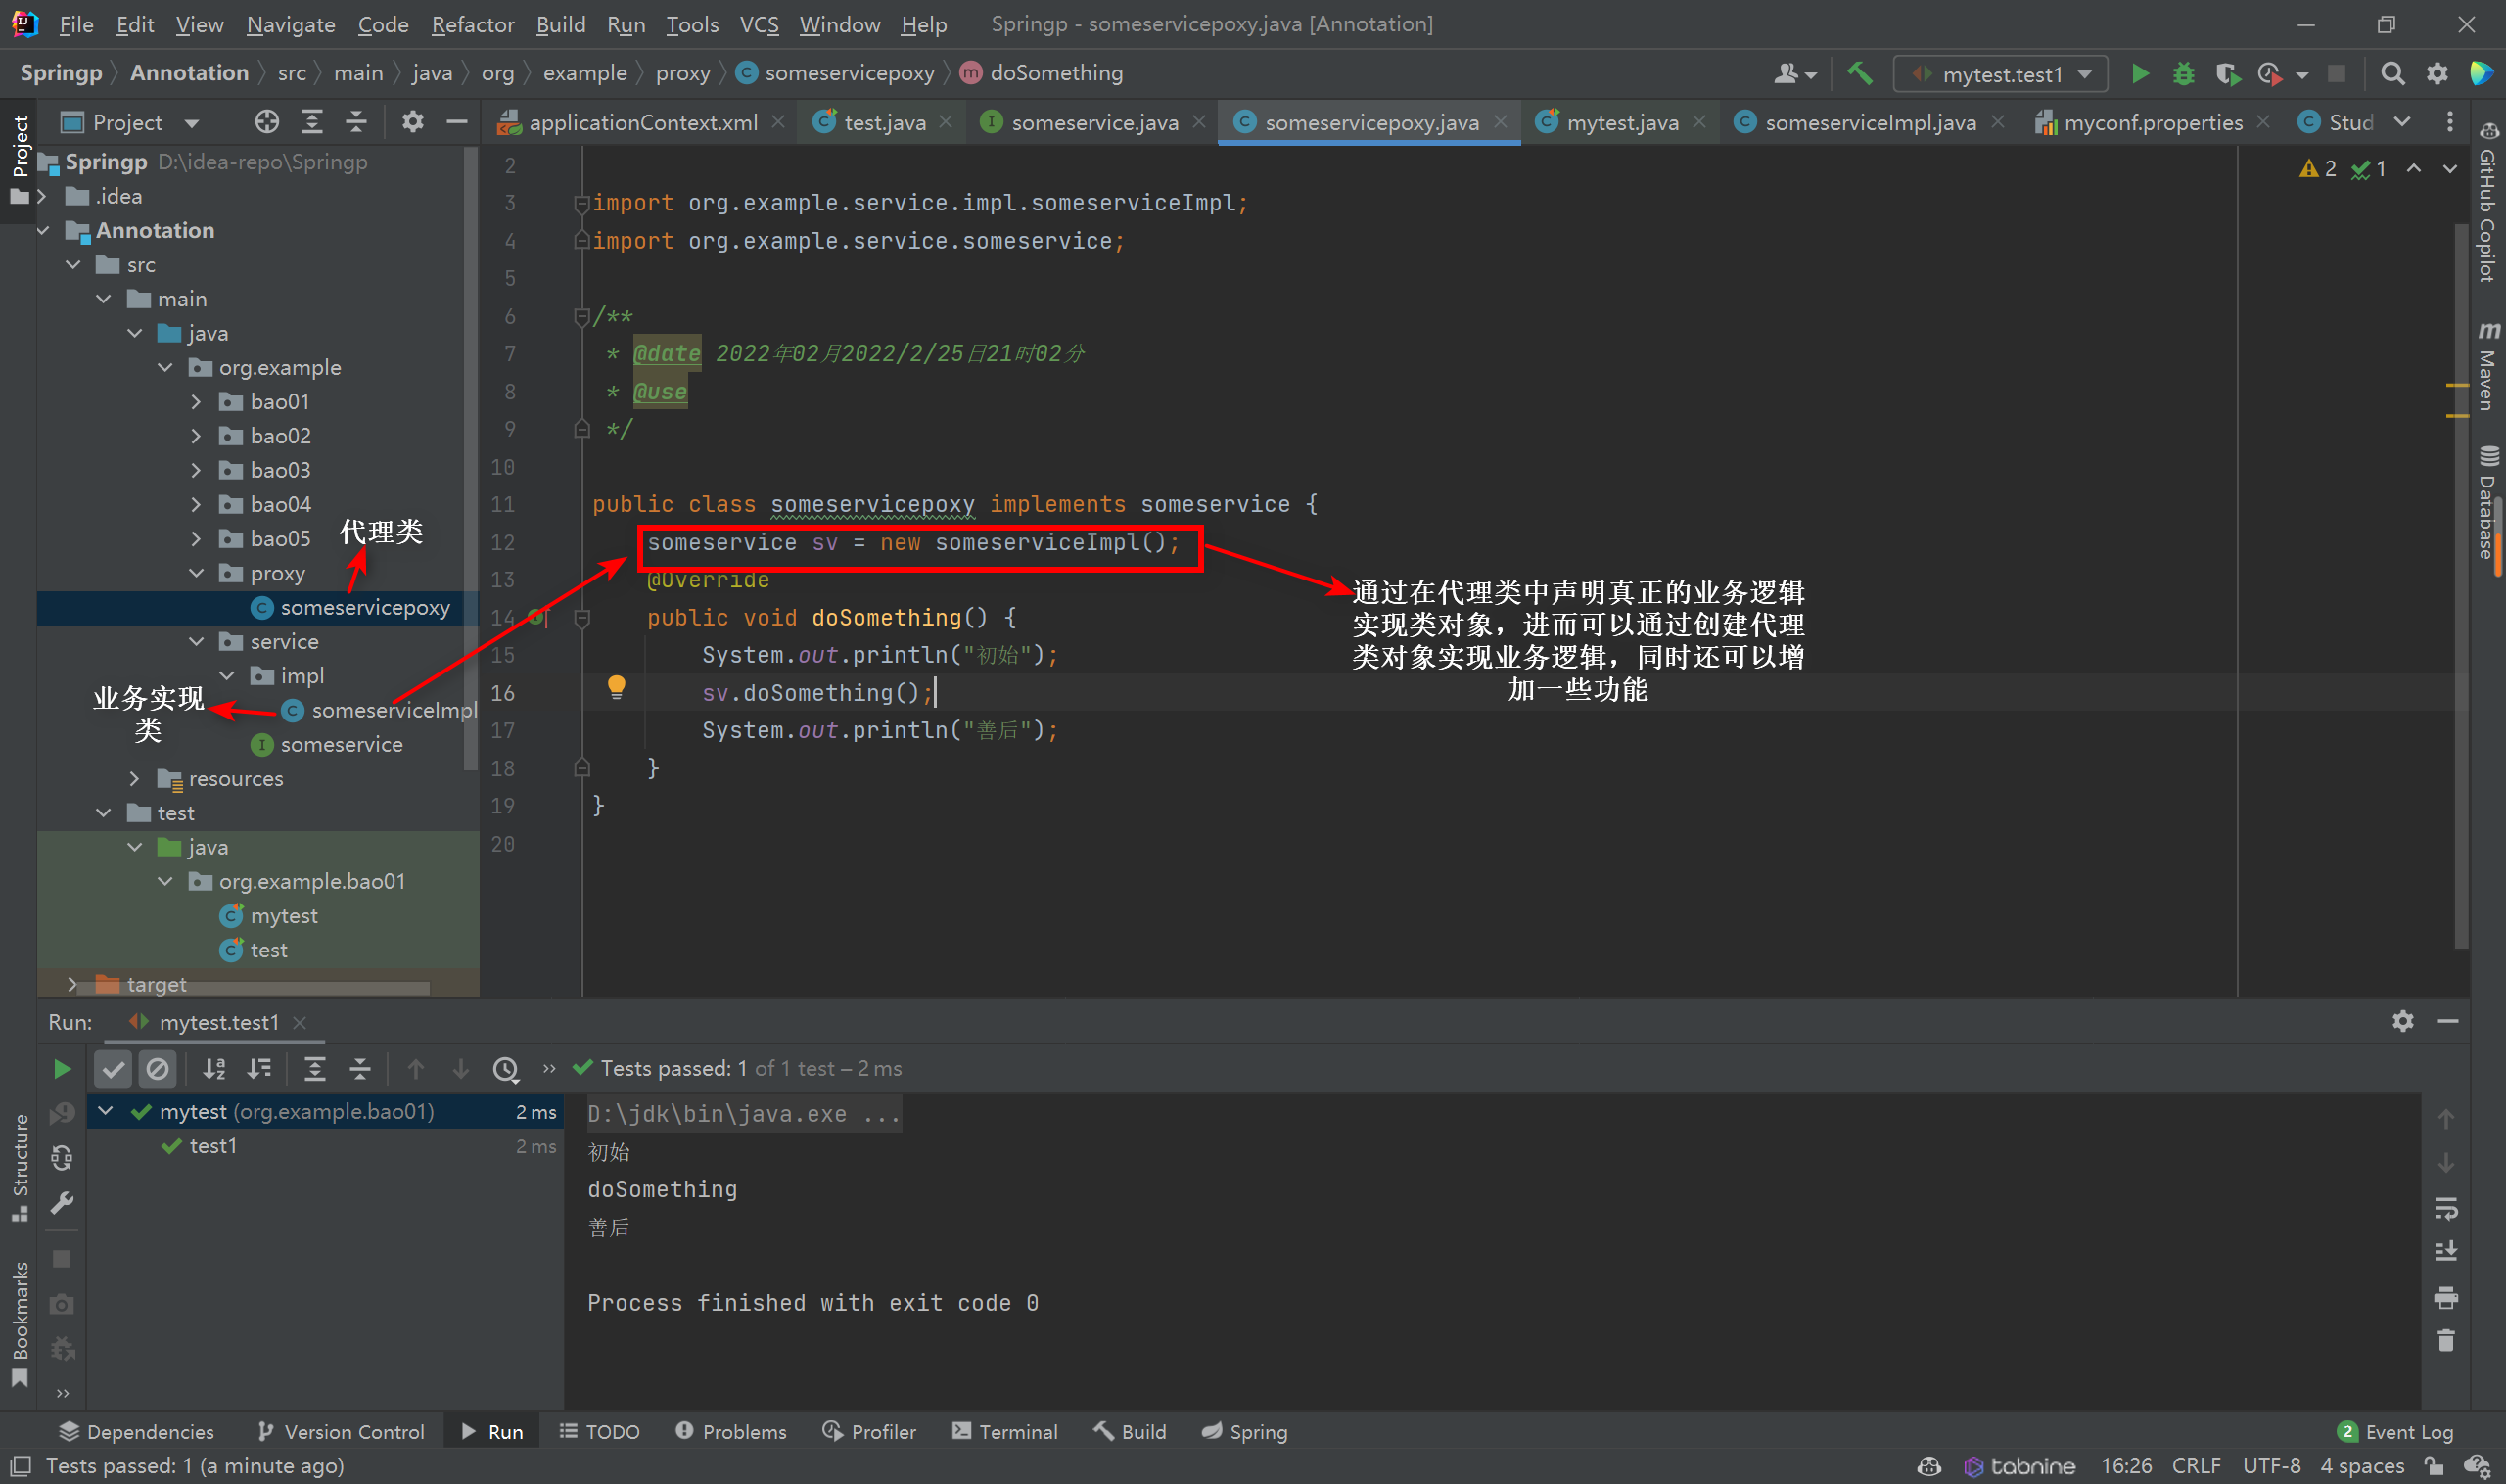 File Edit View Navigate Code Refactor Build Run Tools VCS Window Help Springp - someservicepoxy.java [Annotation]
Springp Annotation src main java org example proxy someservicepoxy doSomething mytest.test1
Project
applicationContext.xml test.java someservice.java someservicepoxy.java mytest.java someserviceImpl.java myconf.properties Stud
Project
Springp D:\idea-repo\Springp
.idea
Annotation
src
main
java
org.example
bao01
bao02
bao03
bao04
bao05
代理类
proxy
someservicepoxy
service
impl
业务实现
类
someserviceImpl
someservice
resources
test
java
org.example.bao01
mytest
test
target
2
3 import org.example.service.impl.someserviceImpl;
4 import org.example.service.someservice;
5
6 /**
7 * @date 2022年02月2022/2/25日21时02分
8 * @use
9 */
10
11 public class someservicepoxy implements someservice {
12 someservice sv = new someserviceImpl();
13 @Override
14 public void doSomething() {
15 System.out.println("初始");
16 sv.doSomething();
17 System.out.println("善后");
18 }
19 }
20
通过在代理类中声明真正的业务逻辑
实现类对象，进而可以通过创建代理
类对象实现业务逻辑，同时还可以增
加一些功能
2 1
GitHub Copilot
Maven
Database
Run: mytest.test1
Tests passed: 1 of 1 test – 2 ms
mytest (org.example.bao01) 2 ms
test1 2 ms
D:\jdk\bin\java.exe ...
初始
doSomething
善后
Process finished with exit code 0
Structure
Bookmarks
Dependencies Version Control Run TODO Problems Profiler Terminal Build Spring 2 Event Log
Tests passed: 1 (a minute ago) tabnine 16:26 CRLF UTF-8 4 spaces